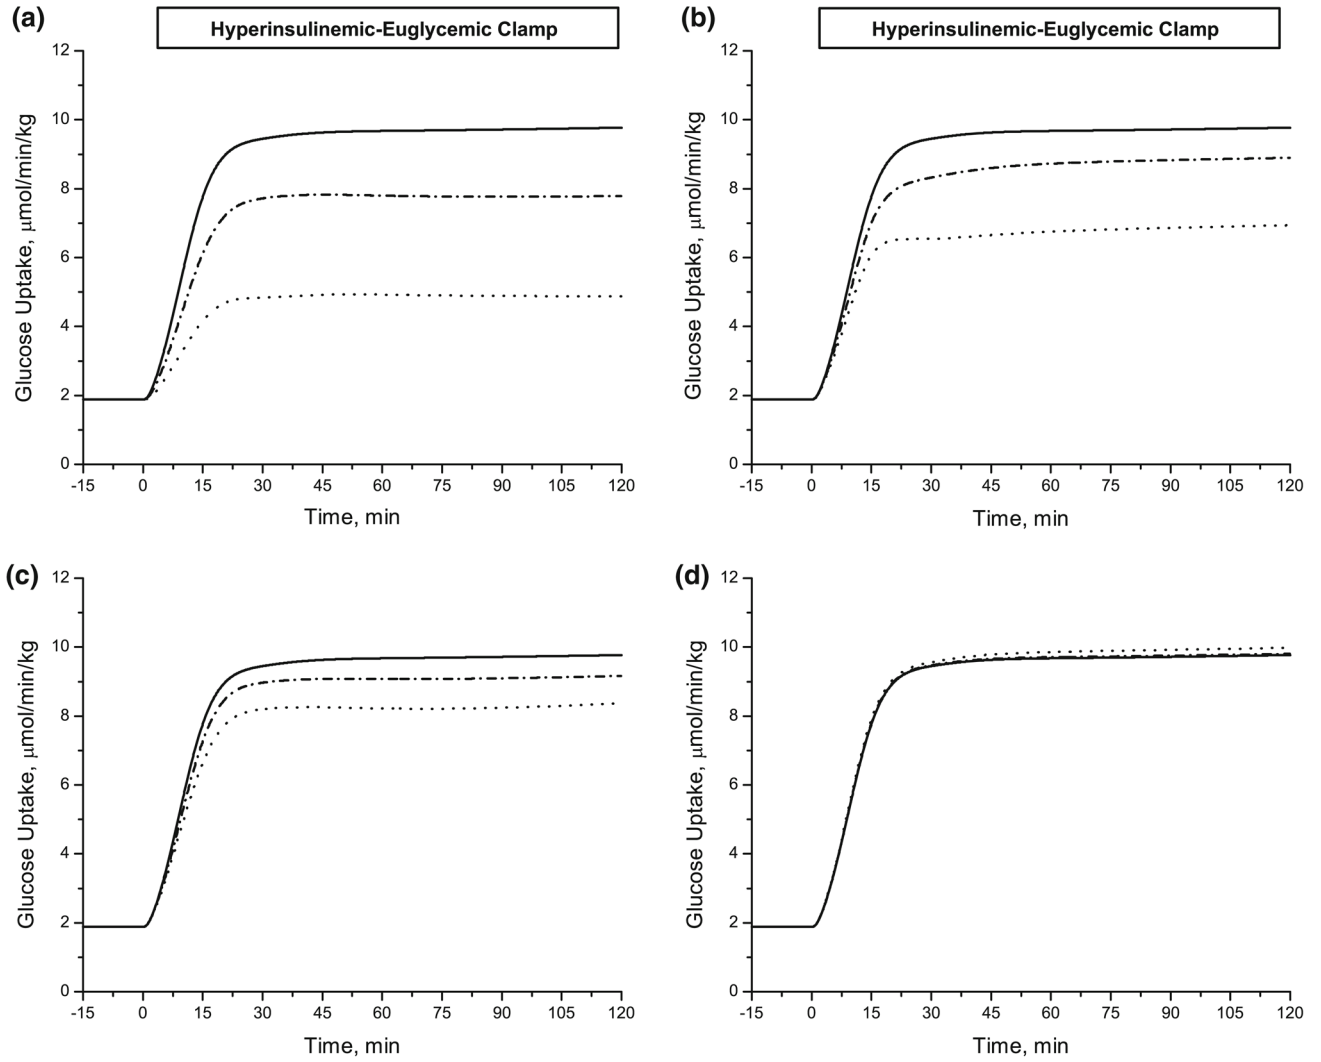 (a)
Hyperinsulinemic-Euglycemic Clamp
12
10
8
6
4
2
0
Glucose Uptake, μmol/min/kg
-15 0 15 30 45 60 75 90 105 120
Time, min
(b)
Hyperinsulinemic-Euglycemic Clamp
12
10
8
6
4
2
0
Glucose Uptake, μmol/min/kg
-15 0 15 30 45 60 75 90 105 120
Time, min
(c)
12
10
8
6
4
2
0
Glucose Uptake, μmol/min/kg
-15 0 15 30 45 60 75 90 105 120
Time, min
(d)
12
10
8
6
4
2
0
Glucose Uptake, μmol/min/kg
-15 0 15 30 45 60 75 90 105 120
Time, min